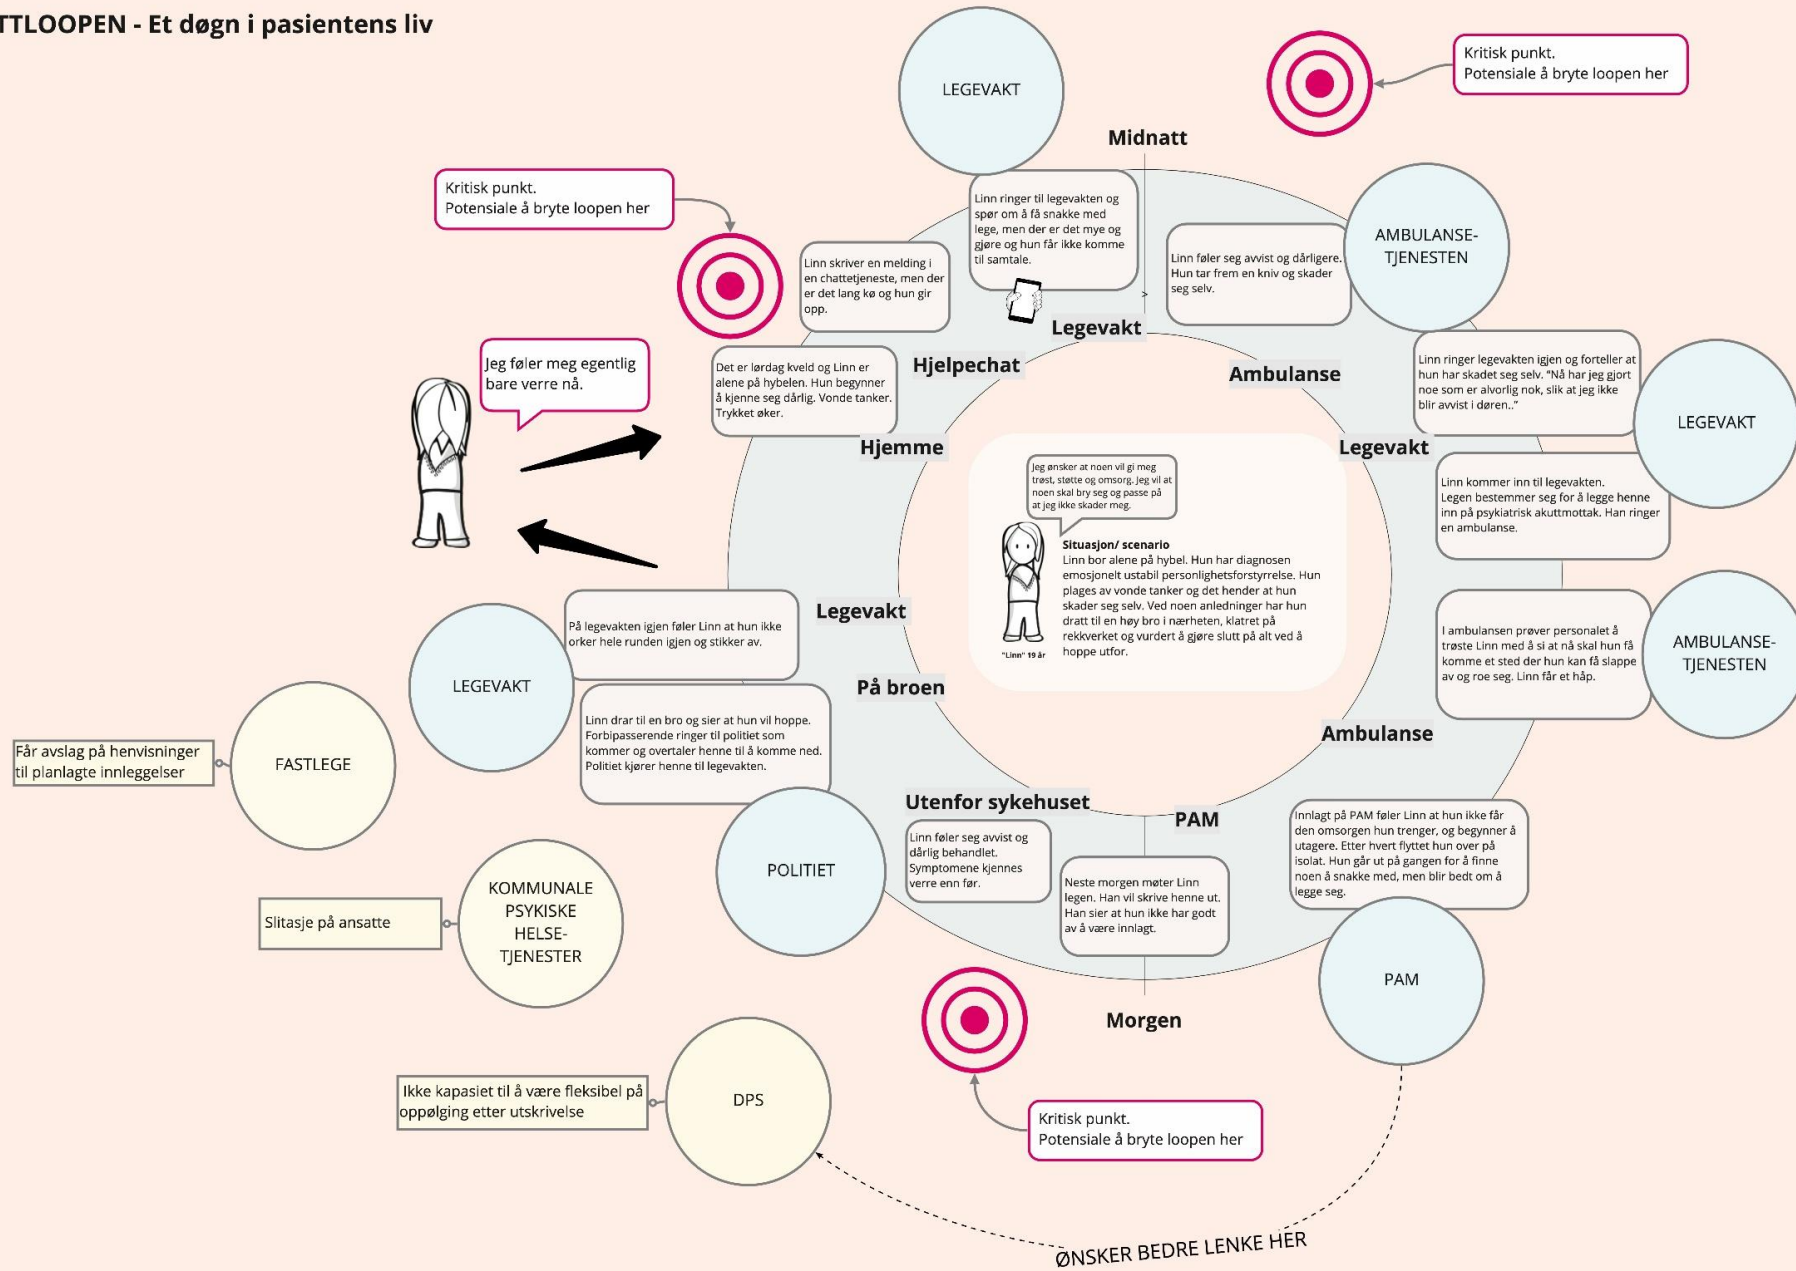 TTLOOPEN - Et døgn i pasientens liv
LEGEVAKT
Kritisk punkt.
Potensiale å bryte loopen her
Midnatt
Kritisk punkt.
Potensiale å bryte loopen her
Linn ringer til legevakten og
spør om å få snakke med
lege, men der er det mye og
gjøre og hun får ikke komme
til samtale.
AMBULANSE-
TJENESTEN
Linn skriver en melding i
en chattetjeneste, men der
er det lang kø og hun gir
opp.
Linn føler seg avvist og dårligere.
Hun tar frem en kniv og skader
seg selv.
>
Legevakt
Hjelpechat
Ambulanse
Jeg føler meg egentlig
bare verre nå.
Det er lørdag kveld og Linn er
alene på hybelen. Hun begynner
å kjenne seg dårlig. Vonde tanker.
Trykket øker.
Hjemme
Linn ringer legevakten igjen og forteller at
hun har skadet seg selv. “Nå har jeg gjort
noe som er alvorlig nok, slik at jeg ikke
blir avvist i døren..”
LEGEVAKT
Legevakt
Linn kommer inn til legevakten.
Legen bestemmer seg for å legge henne
inn på psykiatrisk akuttmottak. Han ringer
en ambulanse.
Jeg ønsker at noen vil gi meg
trøst, støtte og omsorg. Jeg vil at
noen skal bry seg og passe på
at jeg ikke skader meg.
Situasjon/ scenario
Linn bor alene på hybel. Hun har diagnosen
emosjonelt ustabil personlighetsforstyrrelse. Hun
plages av vonde tanker og det hender at hun
skader seg selv. Ved noen anledninger har hun
dratt til en høy bro i nærheten, klatret på
rekkverket og vurdert å gjøre slutt på alt ved å
hoppe utfor.
"Linn" 19 år
I ambulansen prøver personalet å
trøste Linn med å si at nå skal hun få
komme et sted der hun kan få slappe
av og roe seg. Linn får et håp.
AMBULANSE-
TJENESTEN
Ambulanse
Legevakt
På legevakten igjen føler Linn at hun ikke
orker hele runden igjen og stikker av.
LEGEVAKT
På broen
Linn drar til en bro og sier at hun vil hoppe.
Forbipasserende ringer til politiet som
kommer og overtaler henne til å komme ned.
Politiet kjører henne til legevakten.
Får avslag på henvisninger
til planlagte innleggelser
FASTLEGE
Utenfor sykehuset
PAM
Linn føler seg avvist og
dårlig behandlet.
Symptomene kjennes
verre enn før.
Innlagt på PAM føler Linn at hun ikke får
den omsorgen hun trenger, og begynner å
utagere. Etter hvert flyttet hun over på
isolat. Hun går ut på gangen for å finne
noen å snakke med, men blir bedt om å
legge seg.
POLITIET
Neste morgen møter Linn
legen. Han vil skrive henne ut.
Han sier at hun ikke har godt
av å være innlagt.
Slitasje på ansatte
KOMMUNALE
PSYKISKE
HELSE-
TJENESTER
PAM
Morgen
Ikke kapasiet til å være fleksibel på
oppølging etter utskrivelse
DPS
Kritisk punkt.
Potensiale å bryte loopen her
ØNSKER BEDRE LENKE HER